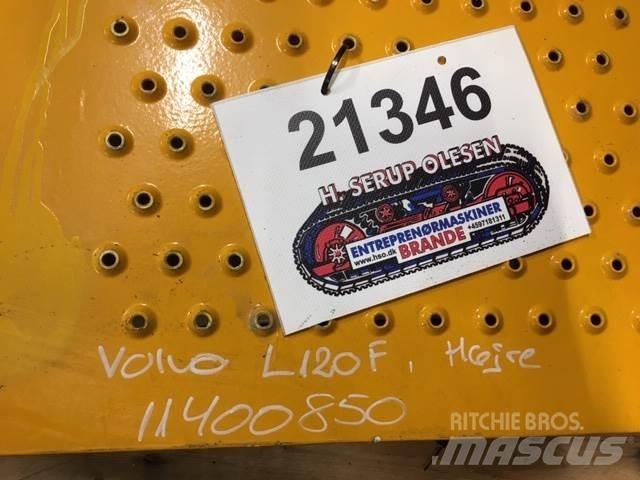 21346
H. SERUP OLESEN
ENTREPRENØRMASKINER
www.hso.dk BRANDE +4597181311
Volvo L120F, Højre
11400850
RITCHIE BROS.
MASCUS